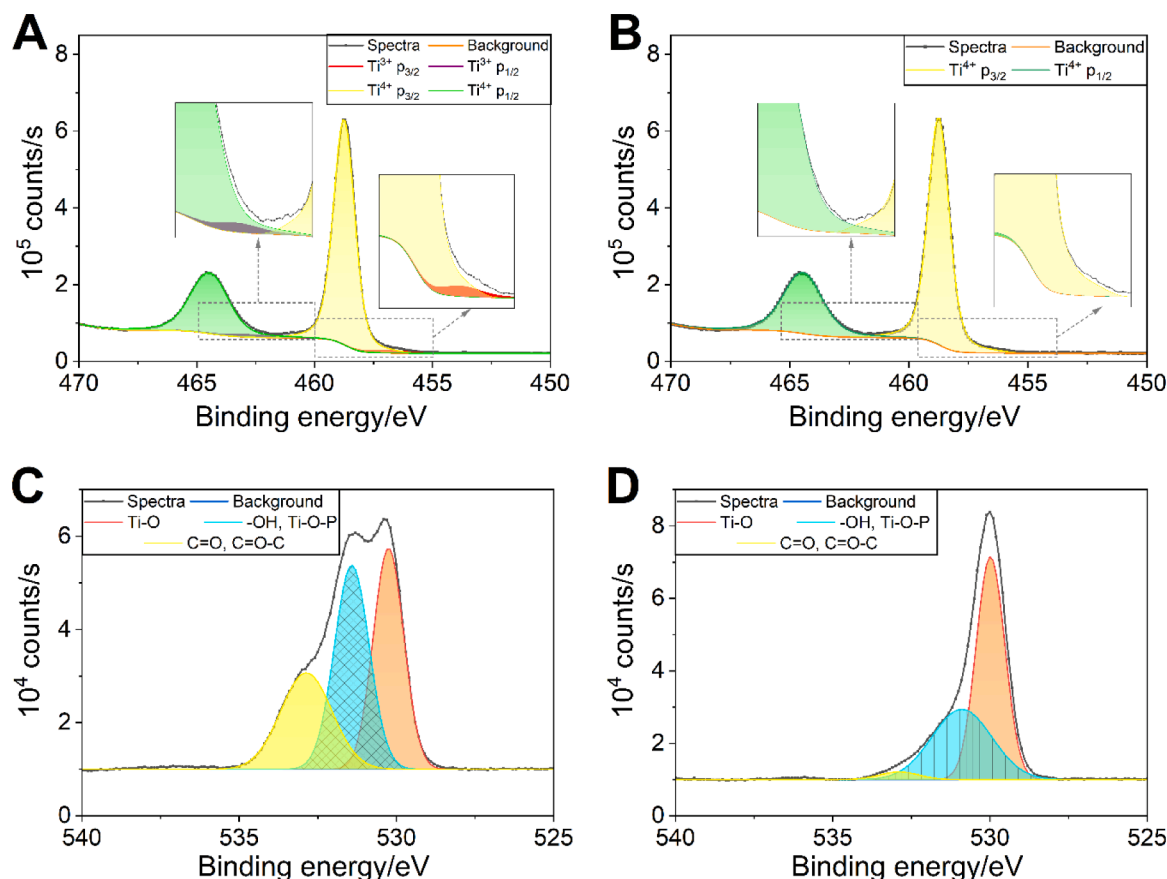 A
Spectra Background
Ti³⁺ p₃/₂ Ti³⁺ p₁/₂
Ti⁴⁺ p₃/₂ Ti⁴⁺ p₁/₂
8
6
4
2
0
10⁵ counts/s
470 465 460 455 450
Binding energy/eV
B
Spectra Background
Ti⁴⁺ p₃/₂ Ti⁴⁺ p₁/₂
8
6
4
2
0
10⁵ counts/s
470 465 460 455 450
Binding energy/eV
C
Spectra Background
Ti-O -OH, Ti-O-P
C=O, C=O-C
6
4
2
0
10⁴ counts/s
540 535 530 525
Binding energy/eV
D
Spectra Background
Ti-O -OH, Ti-O-P
C=O, C=O-C
8
6
4
2
0
10⁴ counts/s
540 535 530 525
Binding energy/eV